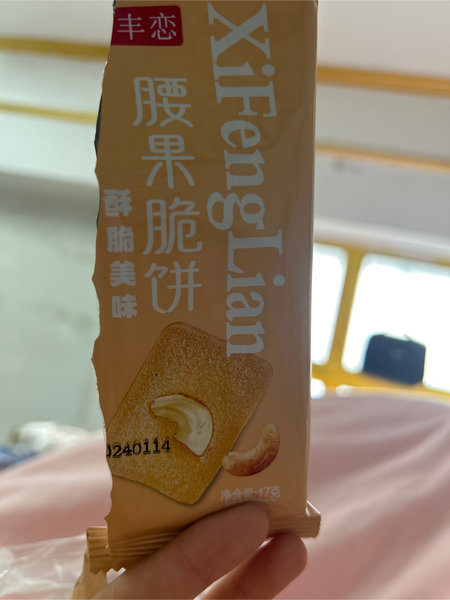 丰恋
XiFengLian
腰果脆饼
酥脆美味
0240114
净含量:17克